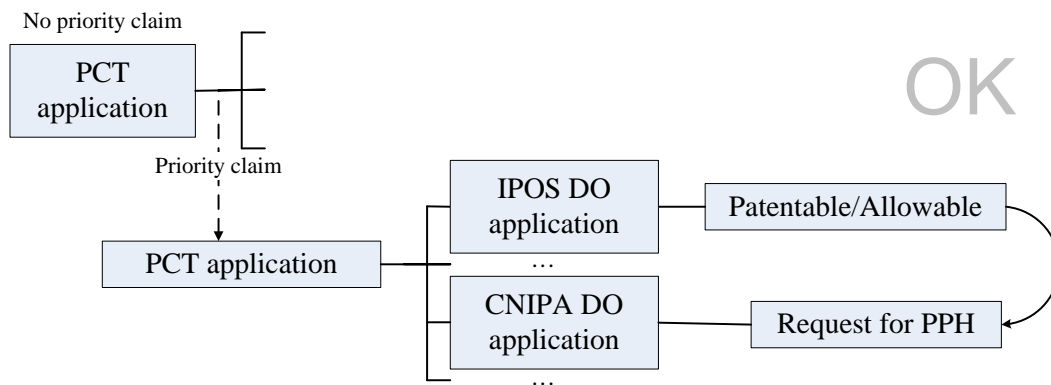 No priority claim
PCT
application
OK
Priority claim
IPOS DO
application
Patentable/Allowable
PCT application
…
CNIPA DO
application
Request for PPH
…